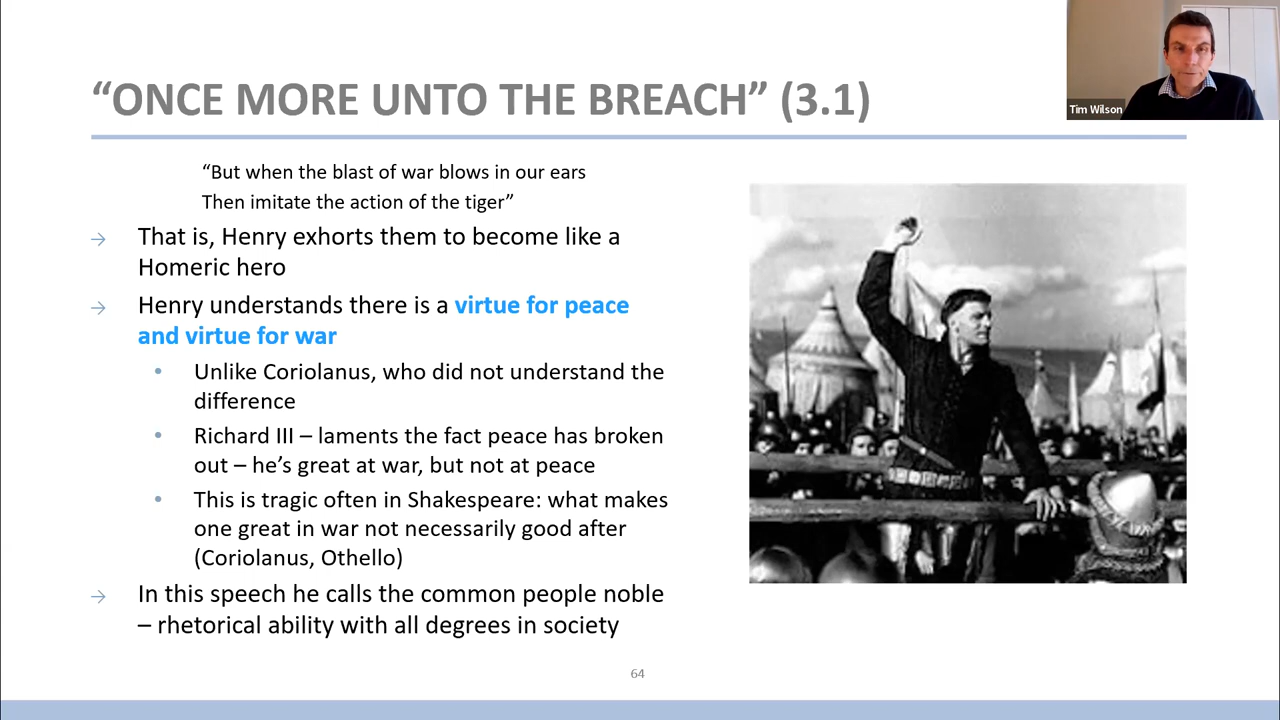 “ONCE MORE UNTO THE BREACH” (3.1)
Tim Wilson
“But when the blast of war blows in our ears
Then imitate the action of the tiger”
→ That is, Henry exhorts them to become like a
Homeric hero
→ Henry understands there is a virtue for peace
and virtue for war
• Unlike Coriolanus, who did not understand the
difference
• Richard III – laments the fact peace has broken
out – he’s great at war, but not at peace
• This is tragic often in Shakespeare: what makes
one great in war not necessarily good after
(Coriolanus, Othello)
→ In this speech he calls the common people noble
– rhetorical ability with all degrees in society
64